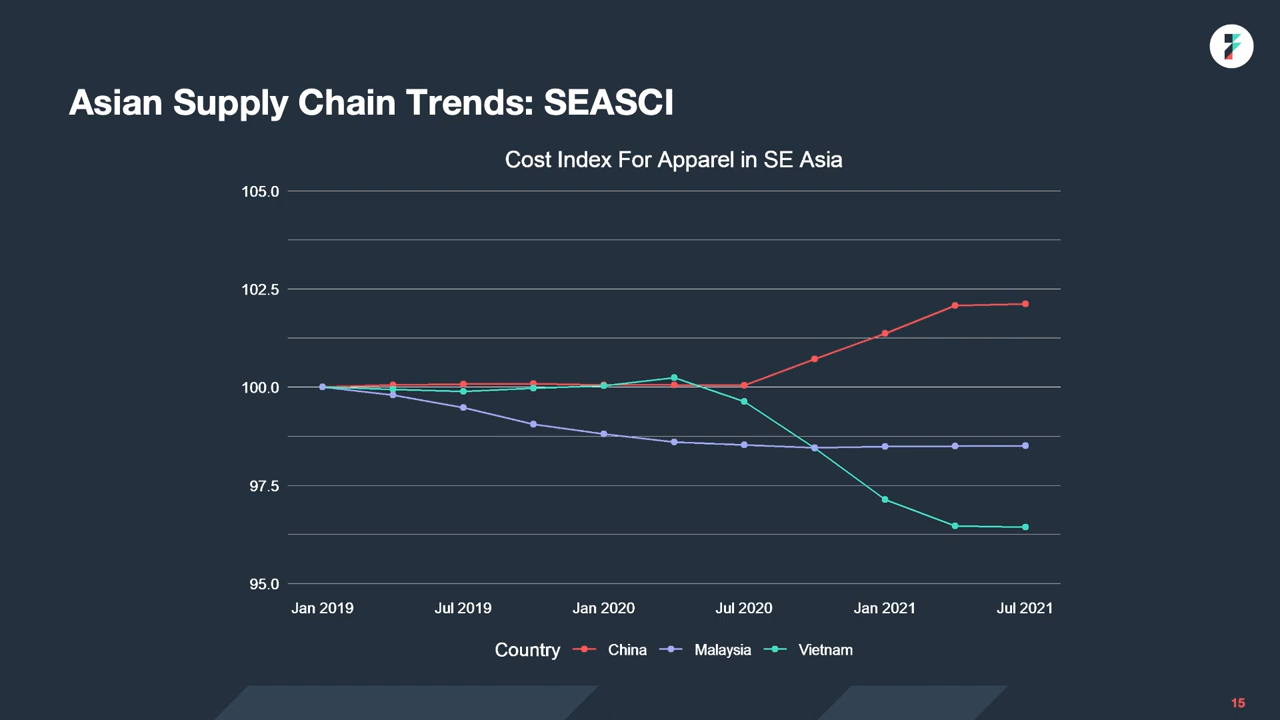 Asian Supply Chain Trends: SEASCI
Cost Index For Apparel in SE Asia
105.0
102.5
100.0
97.5
95.0
Jan 2019 Jul 2019 Jan 2020 Jul 2020 Jan 2021 Jul 2021
Country China Malaysia Vietnam
15